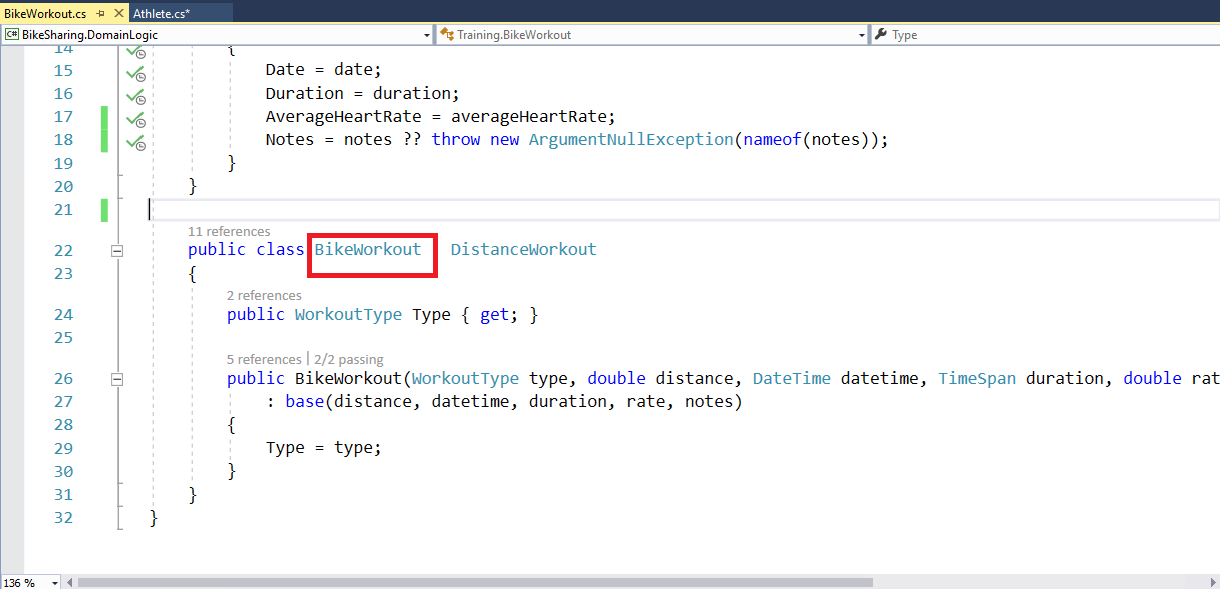 BikeWorkout.cs Athlete.cs*
C# BikeSharing.DomainLogic Training.BikeWorkout Type
14 {
15 Date = date;
16 Duration = duration;
17 AverageHeartRate = averageHeartRate;
18 Notes = notes ?? throw new ArgumentNullException(nameof(notes));
19 }
20 }
21
11 references
22 public class BikeWorkout DistanceWorkout
23 {
2 references
24 public WorkoutType Type { get; }
25
5 references | 2/2 passing
26 public BikeWorkout(WorkoutType type, double distance, DateTime datetime, TimeSpan duration, double rat
27 : base(distance, datetime, duration, rate, notes)
28 {
29 Type = type;
30 }
31 }
32 }
136 %